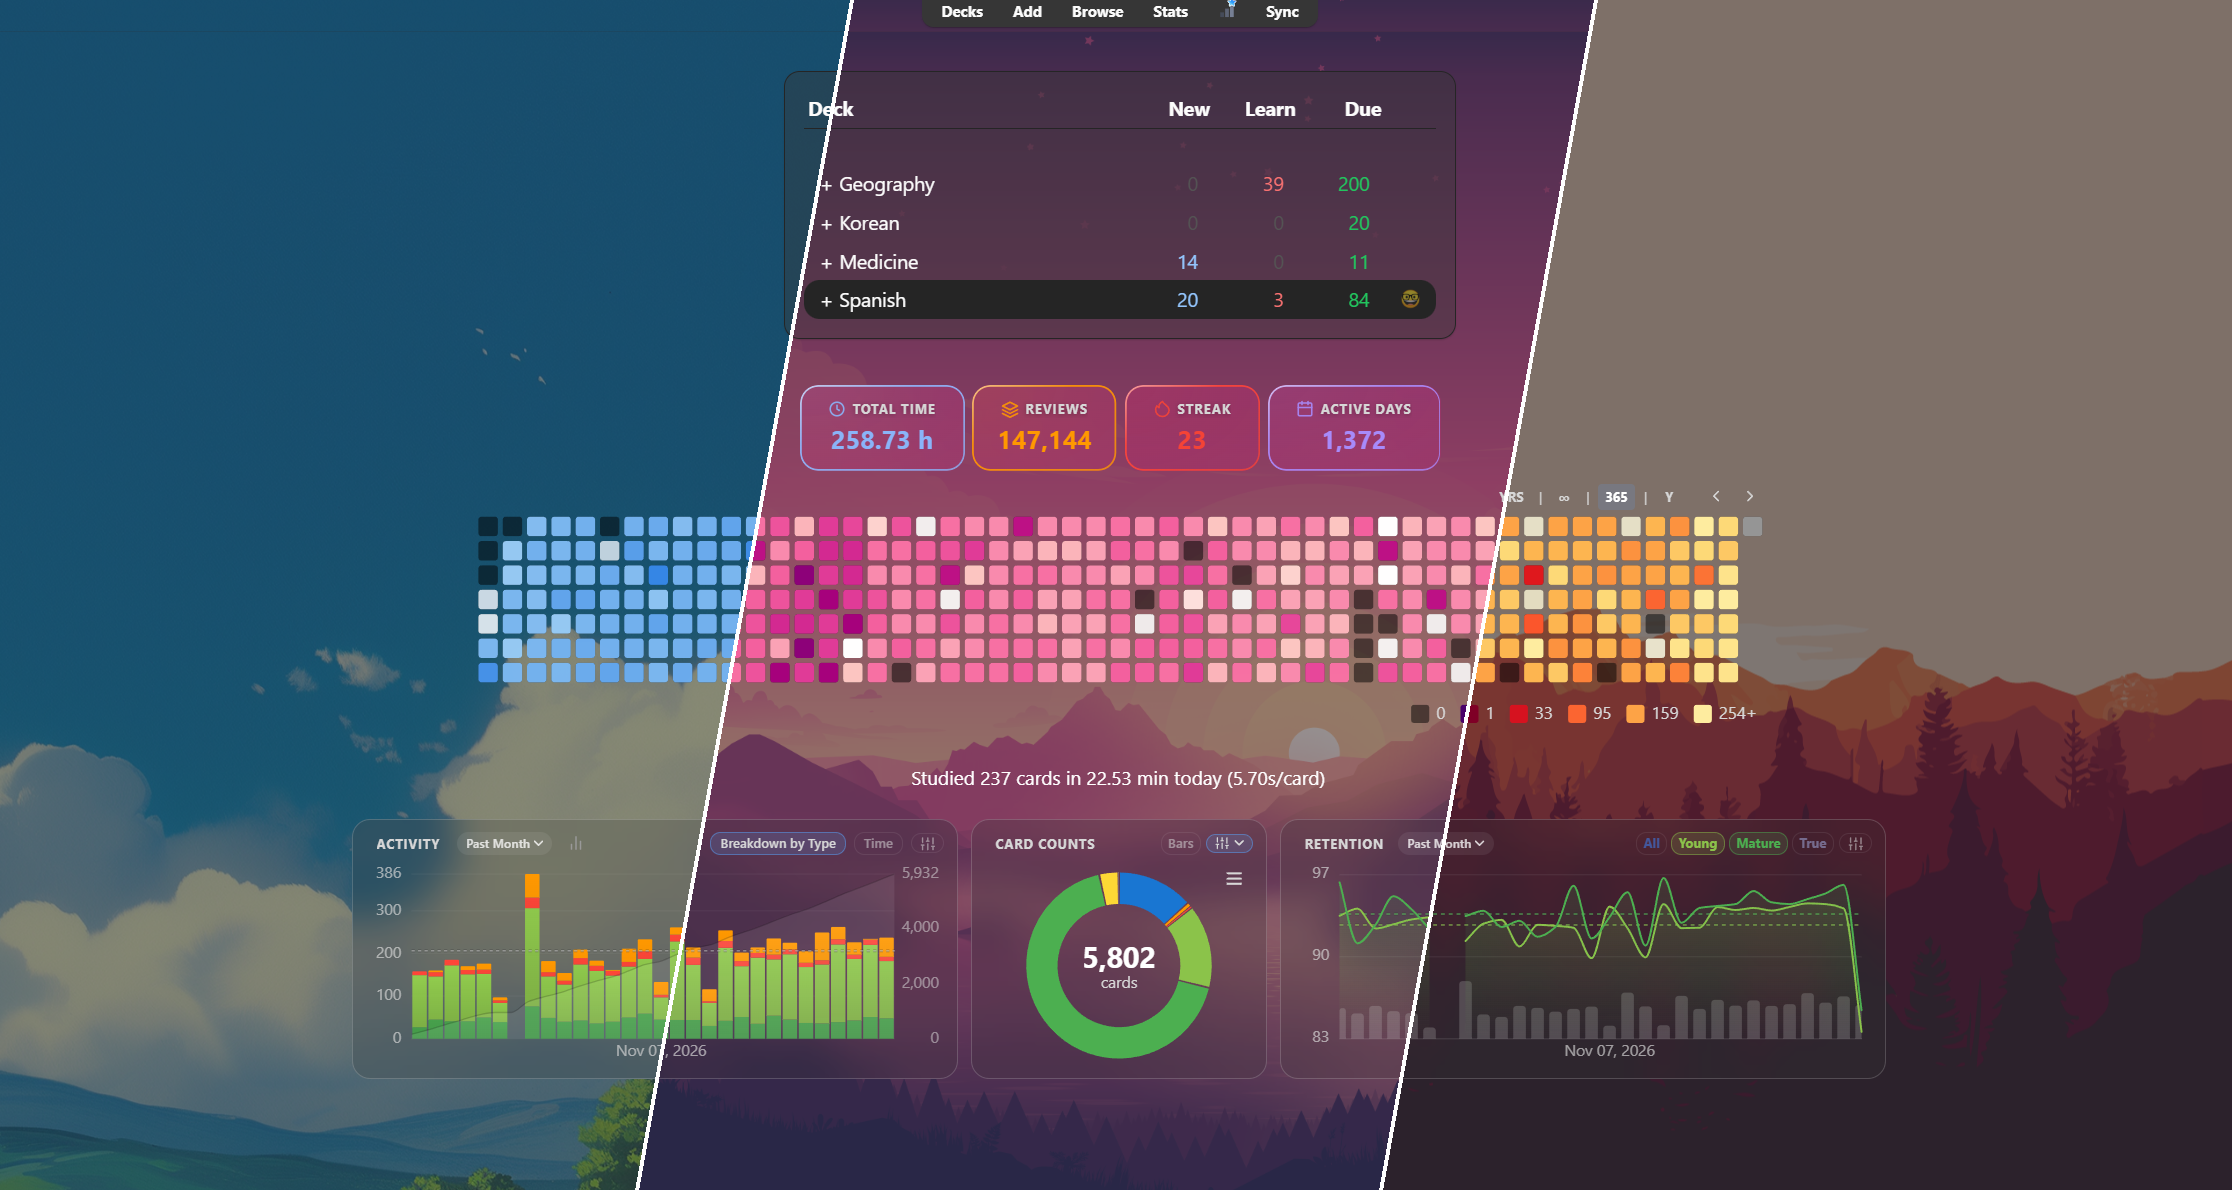 Decks Add Browse Stats Sync
Deck New Learn Due
+ Geography 0 39 200
+ Korean 0 0 20
+ Medicine 14 0 11
+ Spanish 20 3 84
TOTAL TIME
258.73 h
REVIEWS
147,144
STREAK
23
ACTIVE DAYS
1,372
YRS | ∞ | 365 | Y < >
0 1 33 95 159 254+
Studied 237 cards in 22.53 min today (5.70s/card)
ACTIVITY Past Month Breakdown by Type Time
386 5,932
300
4,000
200
2,000
100
0 0
Nov 07, 2026
CARD COUNTS Bars
5,802
cards
RETENTION Past Month All Young Mature True
97
90
83
Nov 07, 2026